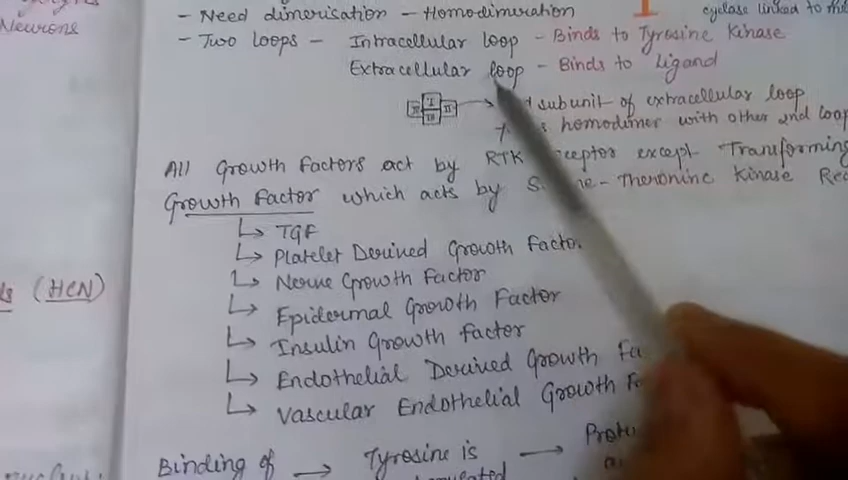 Neurons
- Need dimerisation - Homodimeration
cyclase linked to the
- Two loops - Intracellular loop - Binds to Tyrosine Kinase
Extracellular loop - Binds to Ligand
subunit of extracellular loop
homodimer with other and loop
All Growth Factors act by RTK except Transforming
Growth Factor which acts by Theronine Kinase
TGF
Platelet Derived Growth Factor
Nerve Growth Factor
(HCN)
Epidermal Growth Factor
Insulin Growth factor
Endothelial Derived Growth
Vascular Endothelial Growth
Binding of → Tyrosine is →